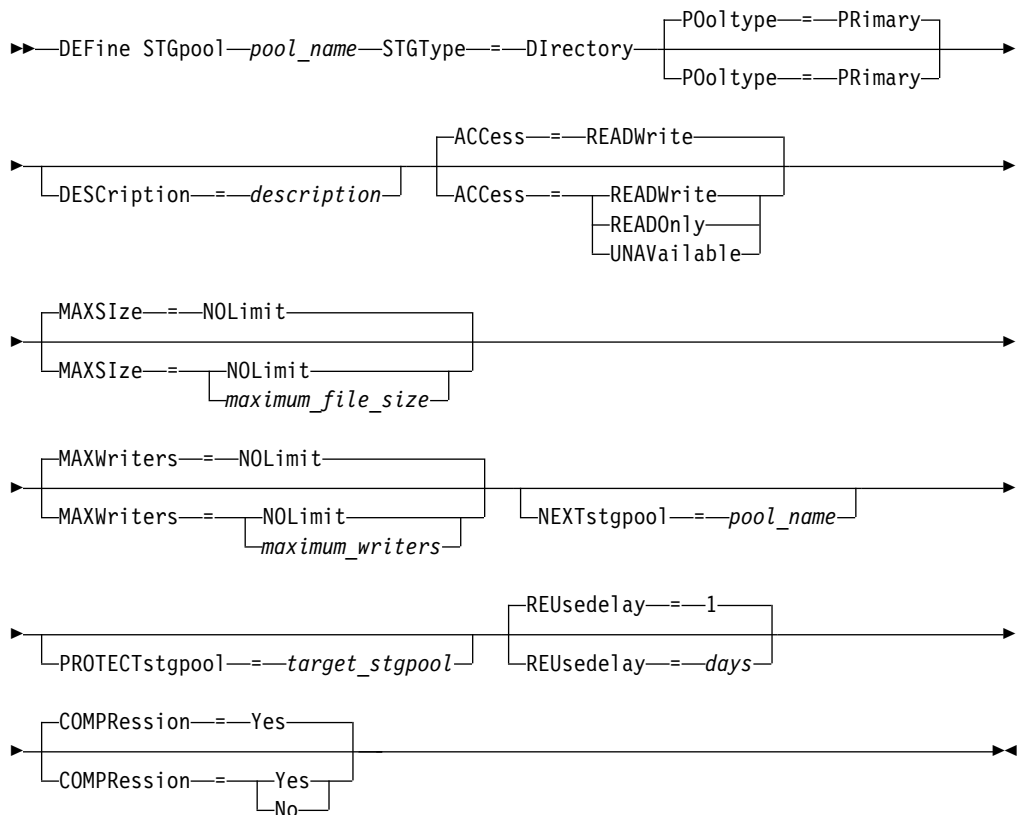 POoltype = PRimary
DEFine STGpool pool_name STGType = DIrectory
POoltype = PRimary
ACCess = READWrite
DESCription = description
ACCess = READWrite
READOnly
UNAVailable
MAXSIze = NOLimit
MAXSIze = NOLimit
maximum_file_size
MAXWriters = NOLimit
MAXWriters = NOLimit
maximum_writers
NEXTstgpool = pool_name
REUsedelay = 1
PROTECTstgpool = target_stgpool
REUsedelay = days
COMPRession = Yes
COMPRession = Yes
No